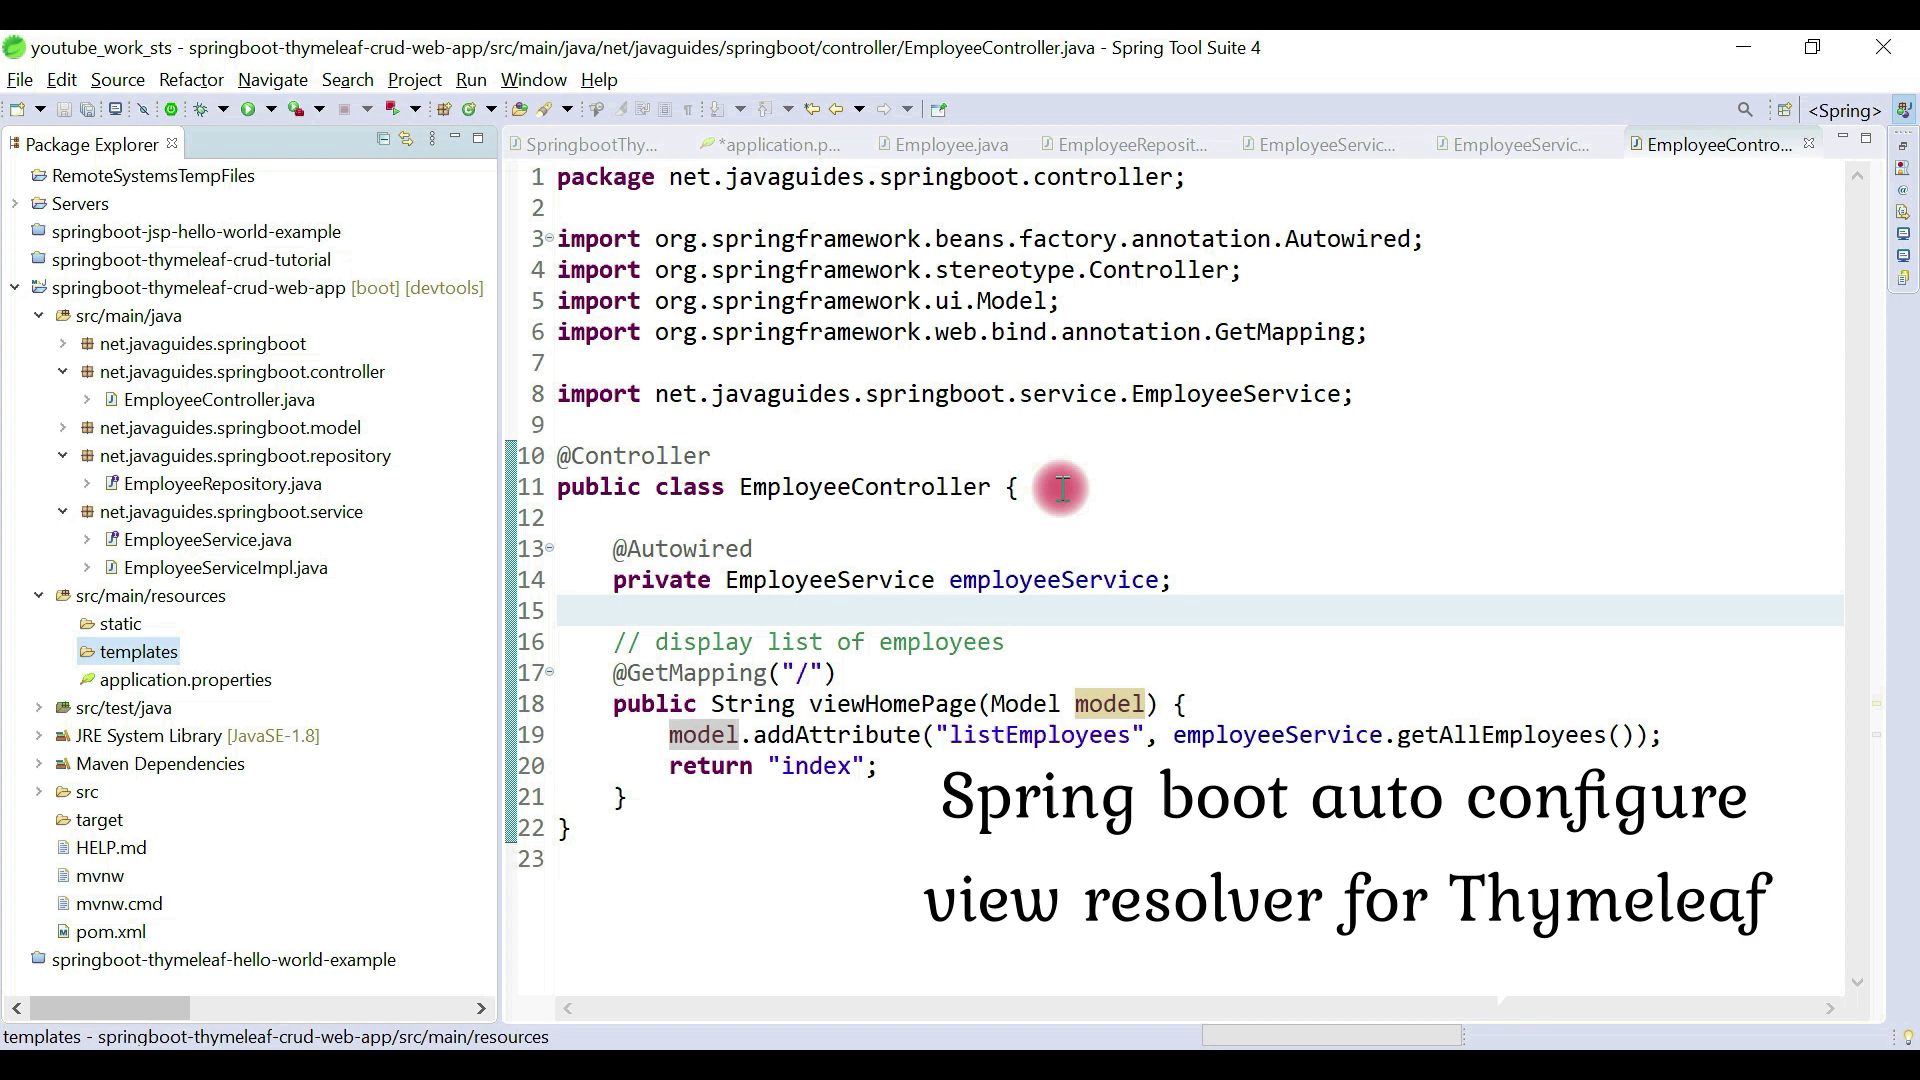 youtube_work_sts - springboot-thymeleaf-crud-web-app/src/main/java/net/javaguides/springboot/controller/EmployeeController.java - Spring Tool Suite 4
File Edit Source Refactor Navigate Search Project Run Window Help
<Spring>
Package Explorer
SpringbootThy...
*application.p...
Employee.java
EmployeeReposit...
EmployeeServic...
EmployeeServic...
EmployeeContro...
RemoteSystemsTempFiles
Servers
springboot-jsp-hello-world-example
springboot-thymeleaf-crud-tutorial
springboot-thymeleaf-crud-web-app [boot] [devtools]
src/main/java
net.javaguides.springboot
net.javaguides.springboot.controller
EmployeeController.java
net.javaguides.springboot.model
net.javaguides.springboot.repository
EmployeeRepository.java
net.javaguides.springboot.service
EmployeeService.java
EmployeeServiceImpl.java
src/main/resources
static
templates
application.properties
src/test/java
JRE System Library [JavaSE-1.8]
Maven Dependencies
src
target
HELP.md
mvnw
mvnw.cmd
pom.xml
springboot-thymeleaf-hello-world-example
1 package net.javaguides.springboot.controller;
2
3 import org.springframework.beans.factory.annotation.Autowired;
4 import org.springframework.stereotype.Controller;
5 import org.springframework.ui.Model;
6 import org.springframework.web.bind.annotation.GetMapping;
7
8 import net.javaguides.springboot.service.EmployeeService;
9
10 @Controller
11 public class EmployeeController {
12
13 @Autowired
14 private EmployeeService employeeService;
15
16 // display list of employees
17 @GetMapping("/")
18 public String viewHomePage(Model model) {
19 model.addAttribute("listEmployees", employeeService.getAllEmployees());
20 return "index";
21 }
22 }
23
Spring boot auto configure
view resolver for Thymeleaf
templates - springboot-thymeleaf-crud-web-app/src/main/resources